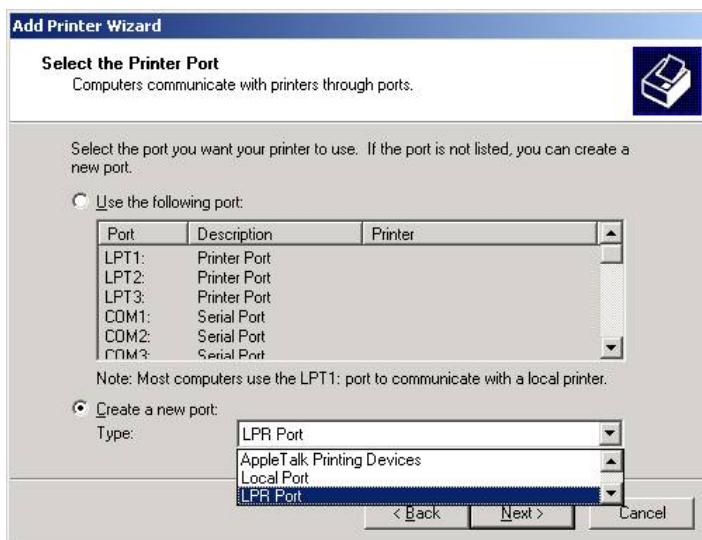 Add Printer Wizard
Select the Printer Port
Computers communicate with printers through ports.
Select the port you want your printer to use. If the port is not listed, you can create a
new port.
Use the following port:
Port Description Printer
LPT1: Printer Port
LPT2: Printer Port
LPT3: Printer Port
COM1: Serial Port
COM2: Serial Port
COM3: Serial Port
Note: Most computers use the LPT1: port to communicate with a local printer.
Create a new port:
Type: LPR Port
AppleTalk Printing Devices
Local Port
LPR Port
< Back Next > Cancel